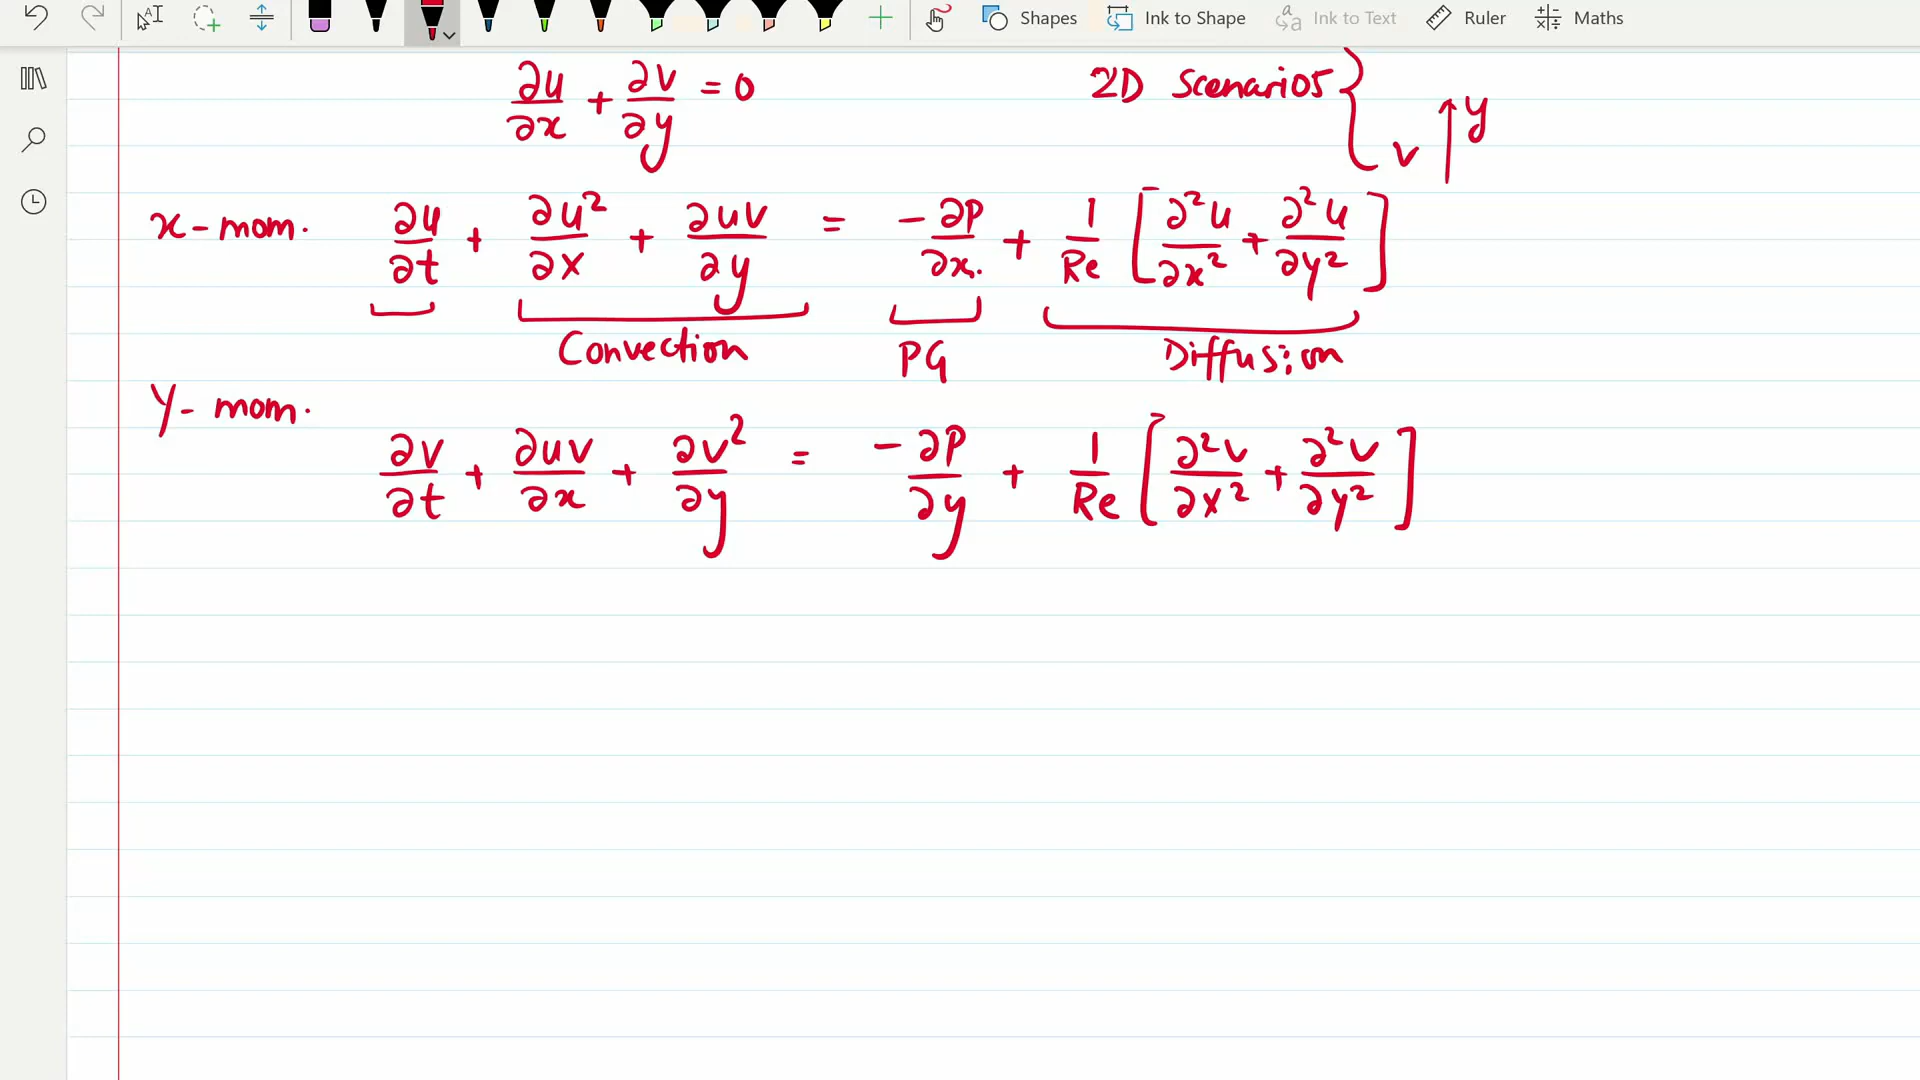 Shapes Ink to Shape Ink to Text Ruler Maths
∂u/∂x + ∂v/∂y = 0 2D Scenarios } v ↑ y
x-mom. ∂u/∂t + ∂u²/∂x + ∂uv/∂y = -∂P/∂x. + 1/Re [∂²u/∂x² + ∂²u/∂y²]
Convection PG Diffusion
Y-mom.
∂v/∂t + ∂uv/∂x + ∂v²/∂y = -∂P/∂y + 1/Re [∂²v/∂x² + ∂²v/∂y²]